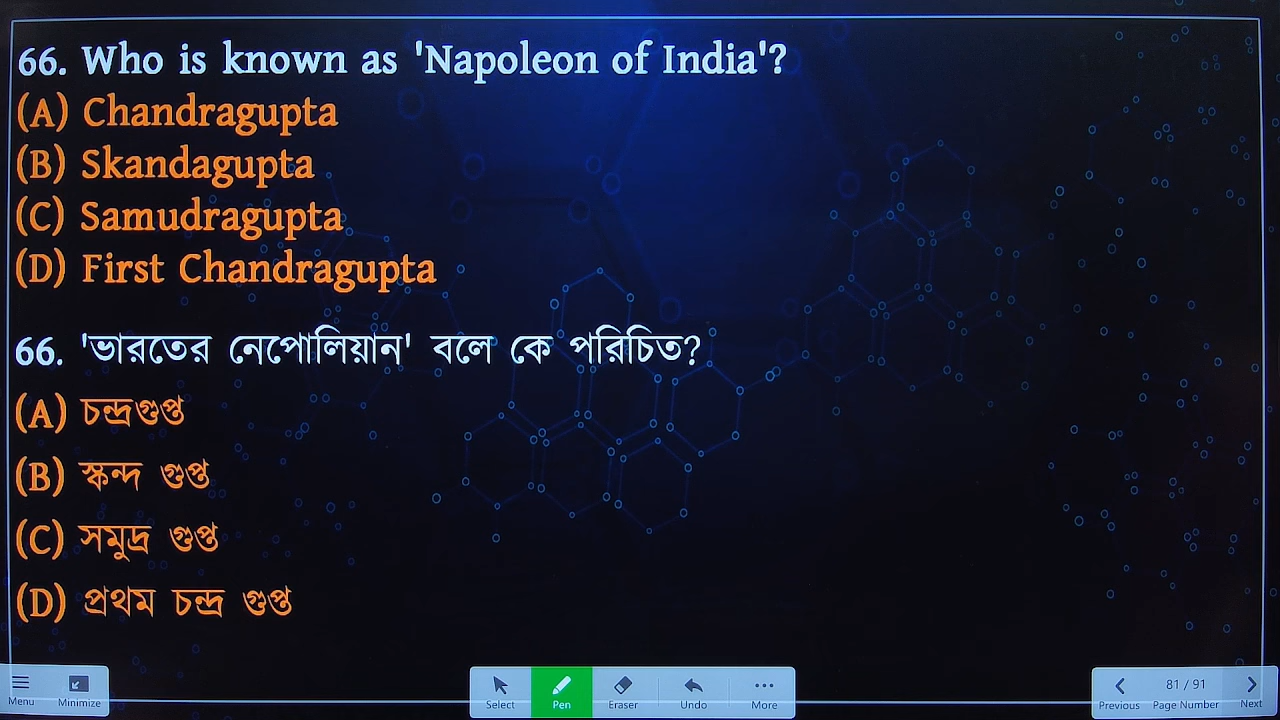 66. Who is known as 'Napoleon of India'?
(A) Chandragupta
(B) Skandagupta
(C) Samudragupta
(D) First Chandragupta
66. 'ভারতের নেপোলিয়ান' বলে কে পরিচিত?
(A) চন্দ্রগুপ্ত
(B) স্কন্দ গুপ্ত
(C) সমুদ্র গুপ্ত
(D) প্রথম চন্দ্র গুপ্ত
Menu Minimize Select Pen Eraser Undo More Previous 81 / 91 Page Number Next